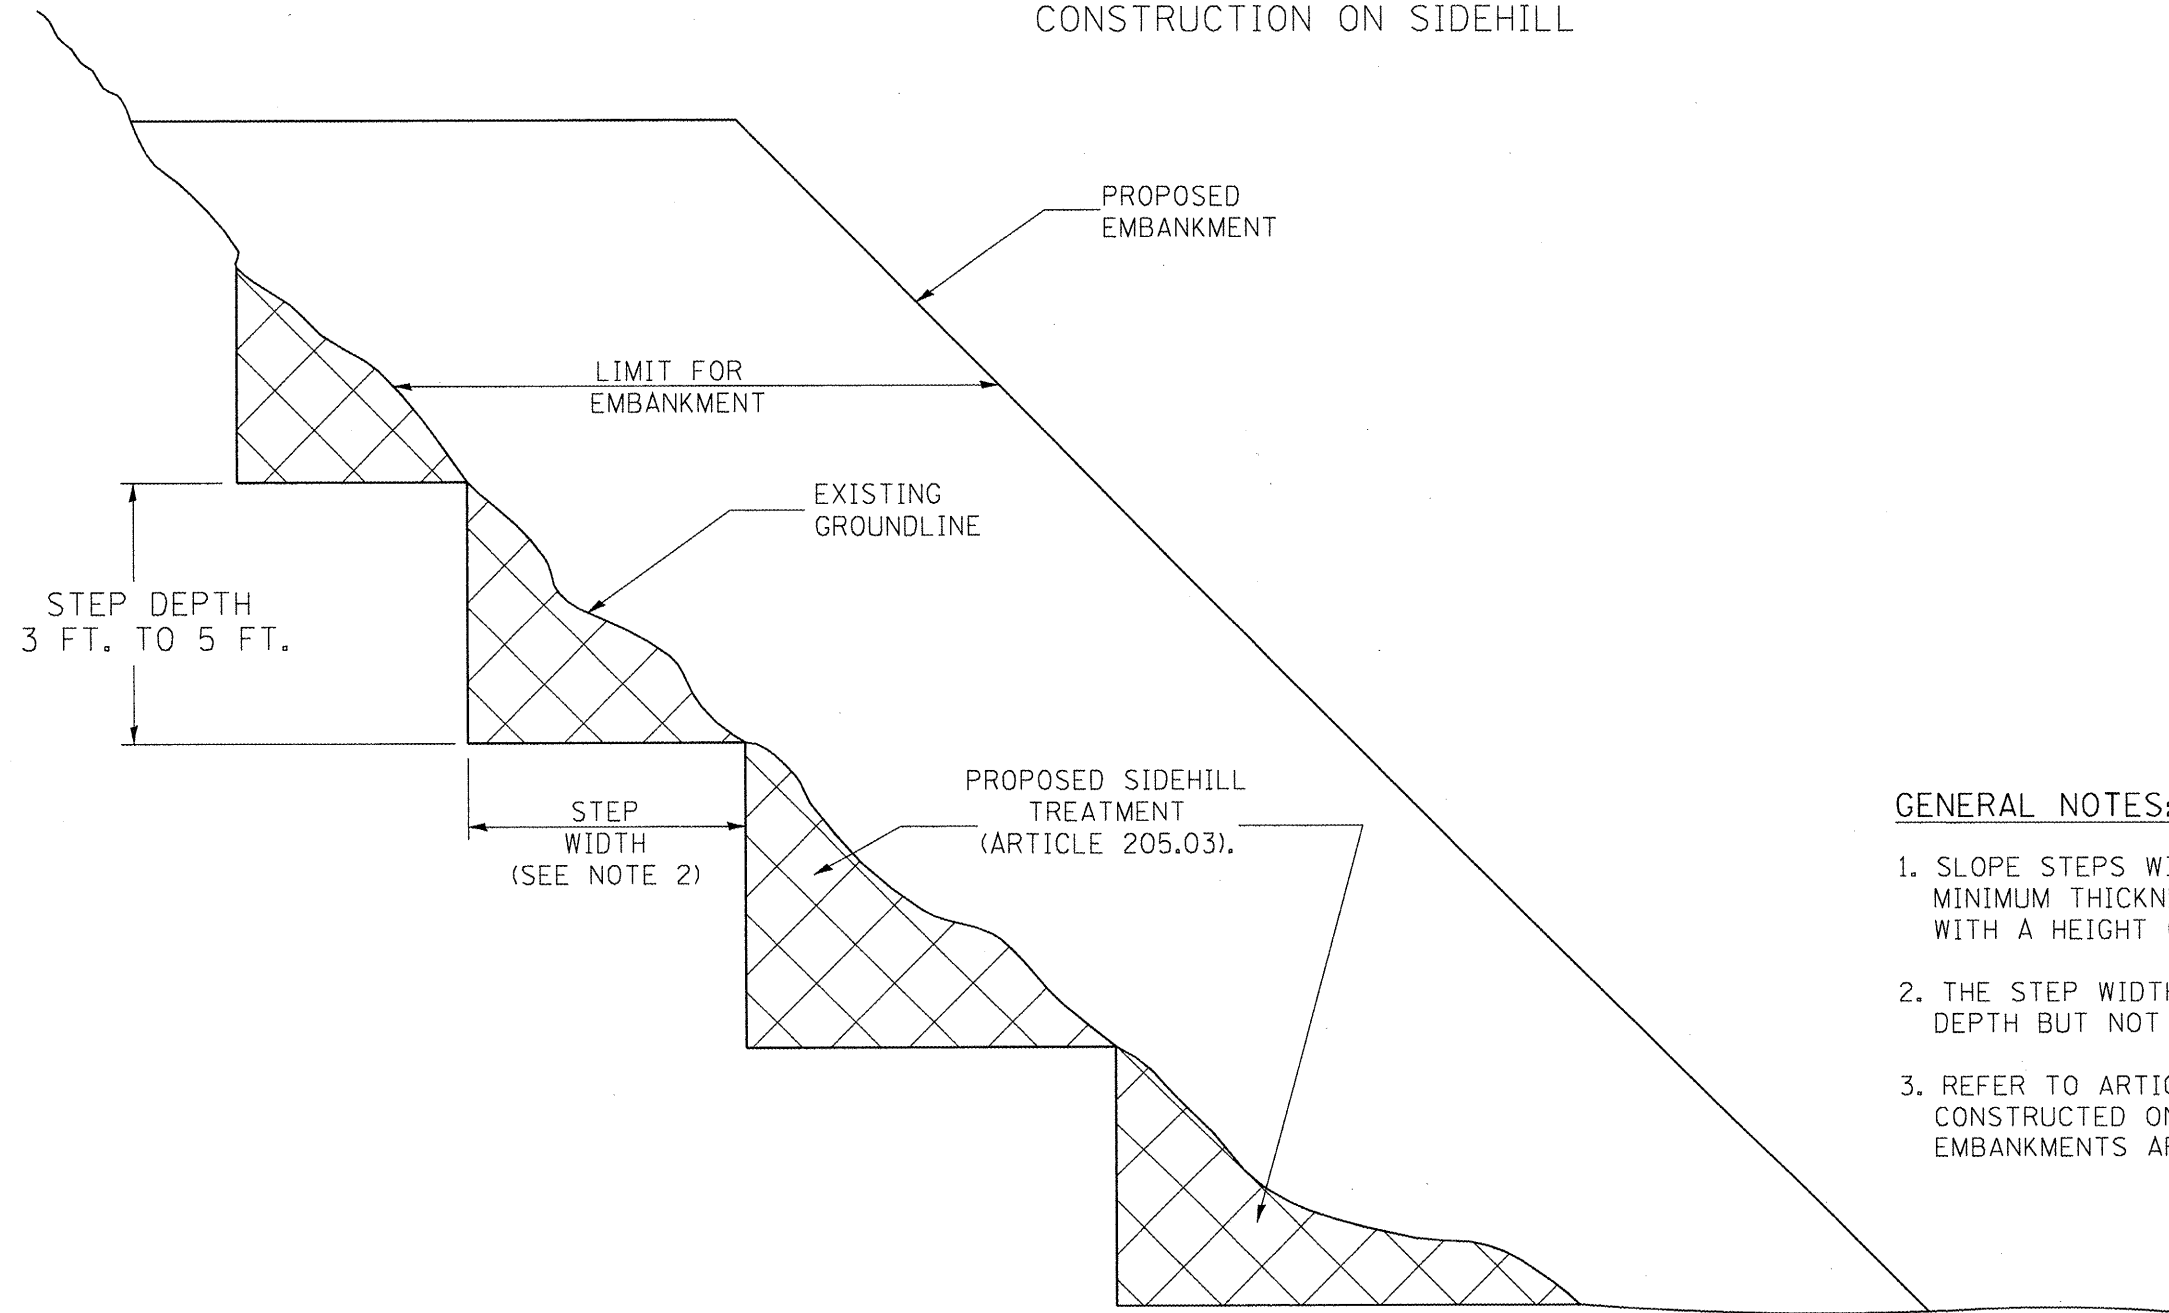 CONSTRUCTION ON SIDEHILL
PROPOSED
EMBANKMENT
LIMIT FOR
EMBANKMENT
EXISTING
GROUNDLINE
STEP DEPTH
3 FT. TO 5 FT.
STEP
WIDTH
(SEE NOTE 2)
PROPOSED SIDEHILL
TREATMENT
(ARTICLE 205.03).
GENERAL NOTES:
1. SLOPE STEPS
MINIMUM
WITH A HEIGHT
2. THE STEP WIDTH
DEPTH BUT NOT
3. REFER TO
CONSTRUCTED
EMBANKMENTS